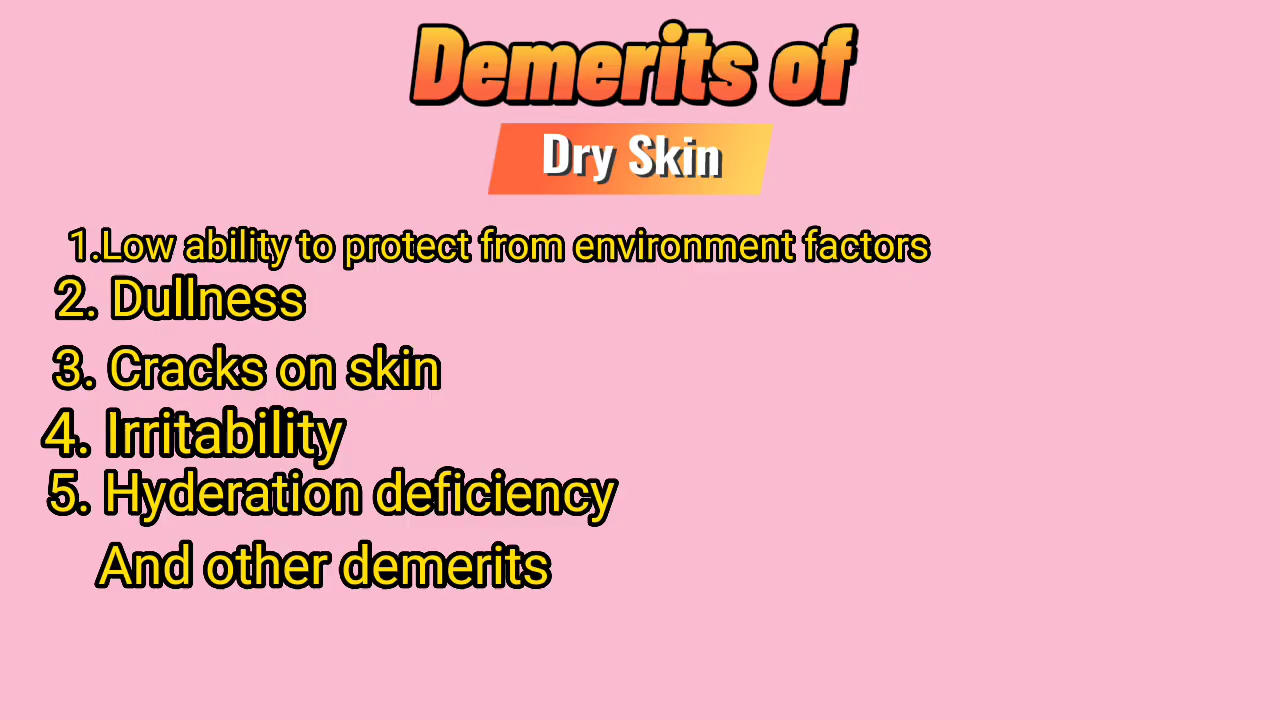 Demerits of
Dry Skin
1.Low ability to protect from environment factors
2. Dullness
3. Cracks on skin
4. Irritability
5. Hyderation deficiency
And other demerits